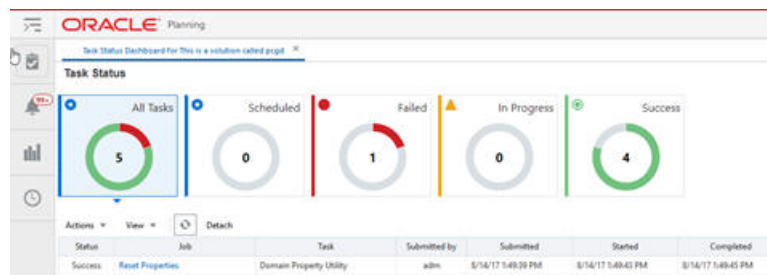 ORACLE Planning
Task Status Dashboard for This is a solution called pcgd ×
Task Status
99+
All Tasks Scheduled Failed In Progress Success
5 0 1 0 4
Actions View Detach
Status Job Task Submitted by Submitted Started Completed
Success Reset Properties Domain Property Utility adm 8/14/17 1:49:39 PM 8/14/17 1:49:43 PM 8/14/17 1:49:45 PM